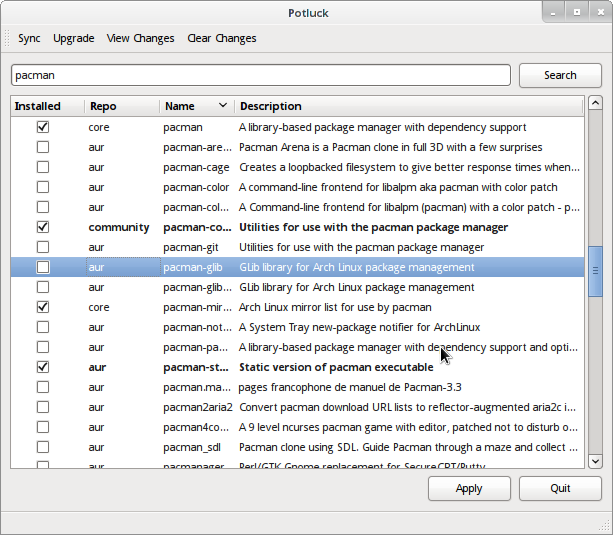 Potluck
Sync Upgrade View Changes Clear Changes
pacman Search
Installed Repo Name Description
core pacman A library-based package manager with dependency support
aur pacman-are... Pacman Arena is a Pacman clone in full 3D with a few surprises
aur pacman-cage Creates a loopbacked filesystem to give better response times when...
aur pacman-color A command-line frontend for libalpm aka pacman with color patch
aur pacman-col... A Command-line frontend for libalpm (pacman) with a color patch - p...
community pacman-co... Utilities for use with the pacman package manager
aur pacman-git Utilities for use with the pacman package manager
aur pacman-glib GLib library for Arch Linux package management
aur pacman-glib... GLib library for Arch Linux package management
core pacman-mir... Arch Linux mirror list for use by pacman
aur pacman-not... A System Tray new-package notifier for ArchLinux
aur pacman-pa... A library-based package manager with dependency support and opti...
aur pacman-st... Static version of pacman executable
aur pacman.ma... pages francophone de manuel de Pacman-3.3
aur pacman2aria2 Convert pacman download URL lists to reflector-augmented aria2c i...
aur pacman4co... A 9 level ncurses pacman game with editor, patched not to disturb o...
aur pacman_sdl Pacman clone using SDL. Guide Pacman through a maze and collect ...
aur pacmanager Perl/GTK Gnome replacement for SecureCRT/Putty
Apply Quit